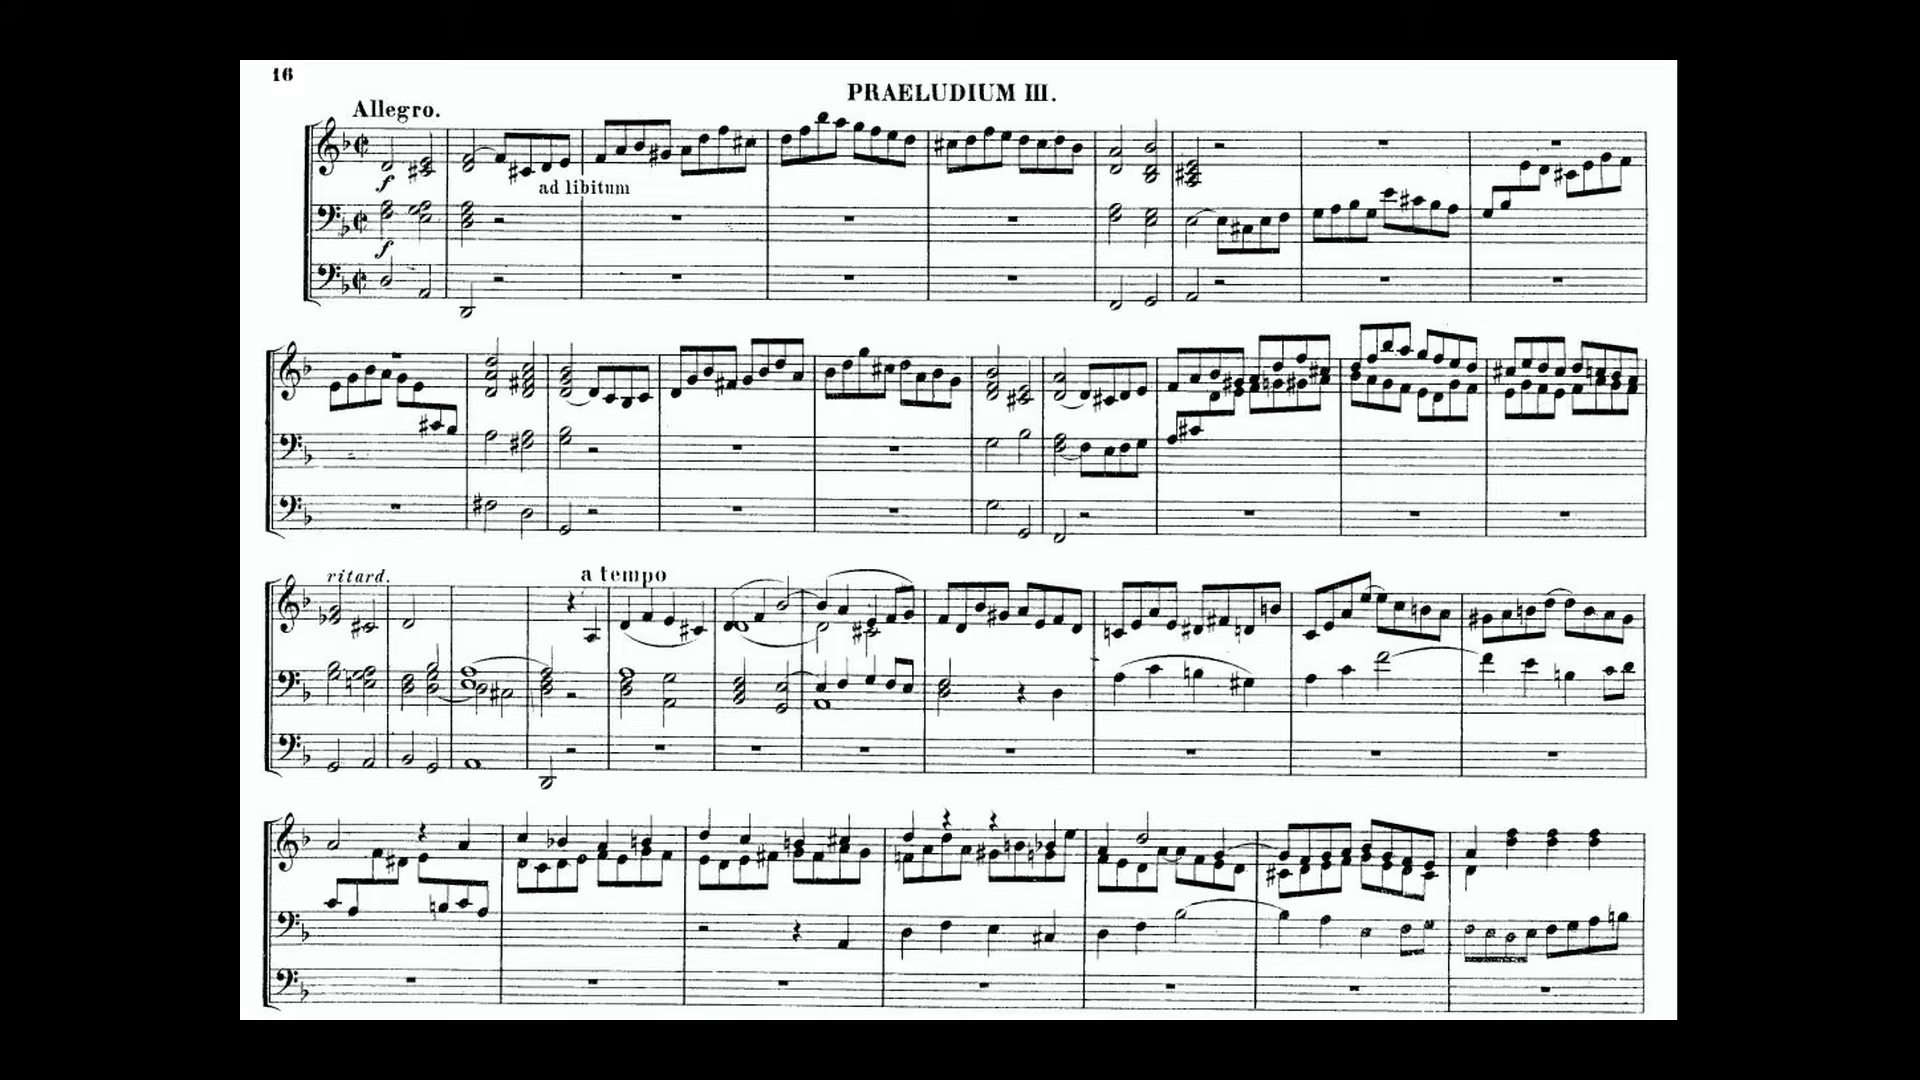 16
PRAELUDIUM III.
Allegro.
f
ad libitum
f
ritard.
a tempo